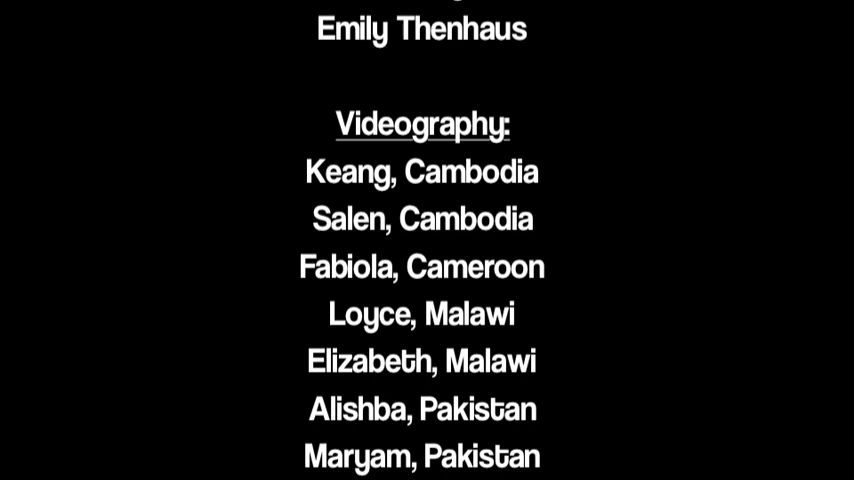 Emily Thenhaus
Videography:
Keang, Cambodia
Salen, Cambodia
Fabiola, Cameroon
Loyce, Malawi
Elizabeth, Malawi
Alishba, Pakistan
Maryam, Pakistan